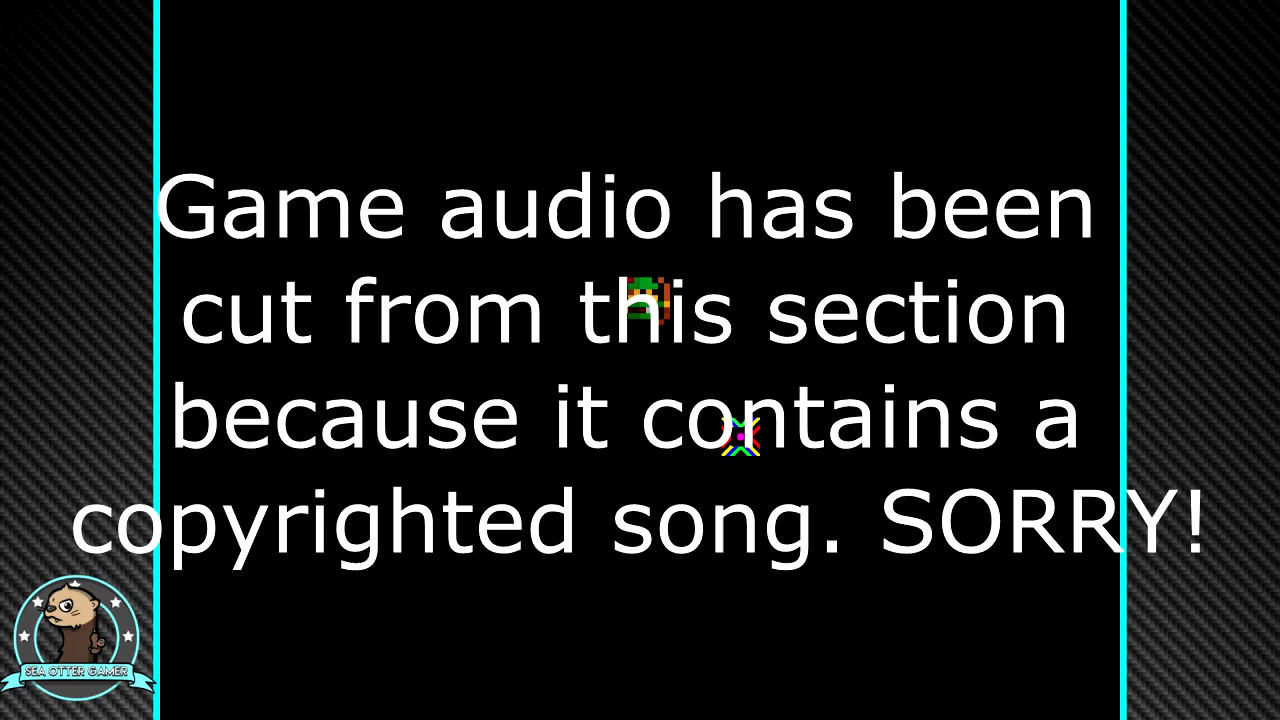 Game audio has been
cut from this section
because it contains a
copyrighted song. SORRY!
SEA OTTER GAMER